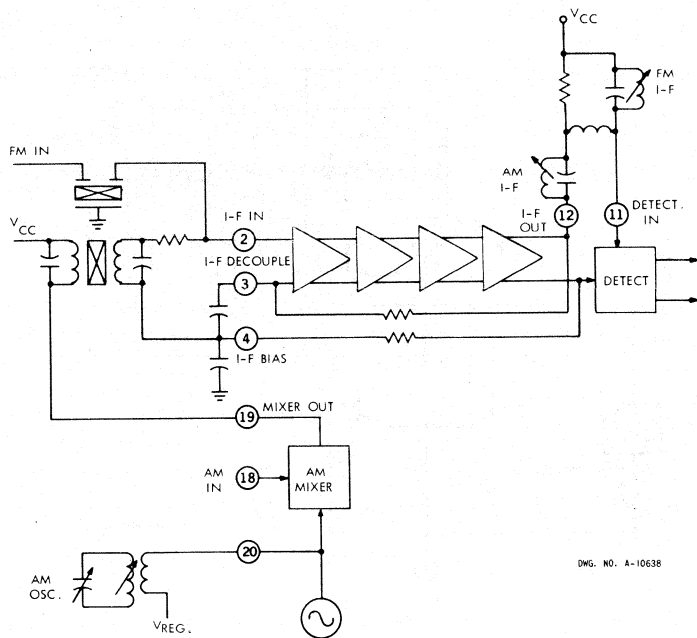 VCC
FM
I-F
FM IN
AM
I-F
VCC
I-F IN
I-F
OUT
DETECT.
IN
2
12
11
I-F DECOUPLE
3
DETECT
4
I-F BIAS
19
MIXER OUT
AM
IN
18
AM
MIXER
20
AM
OSC.
VREG.
DWG. NO. A-10638